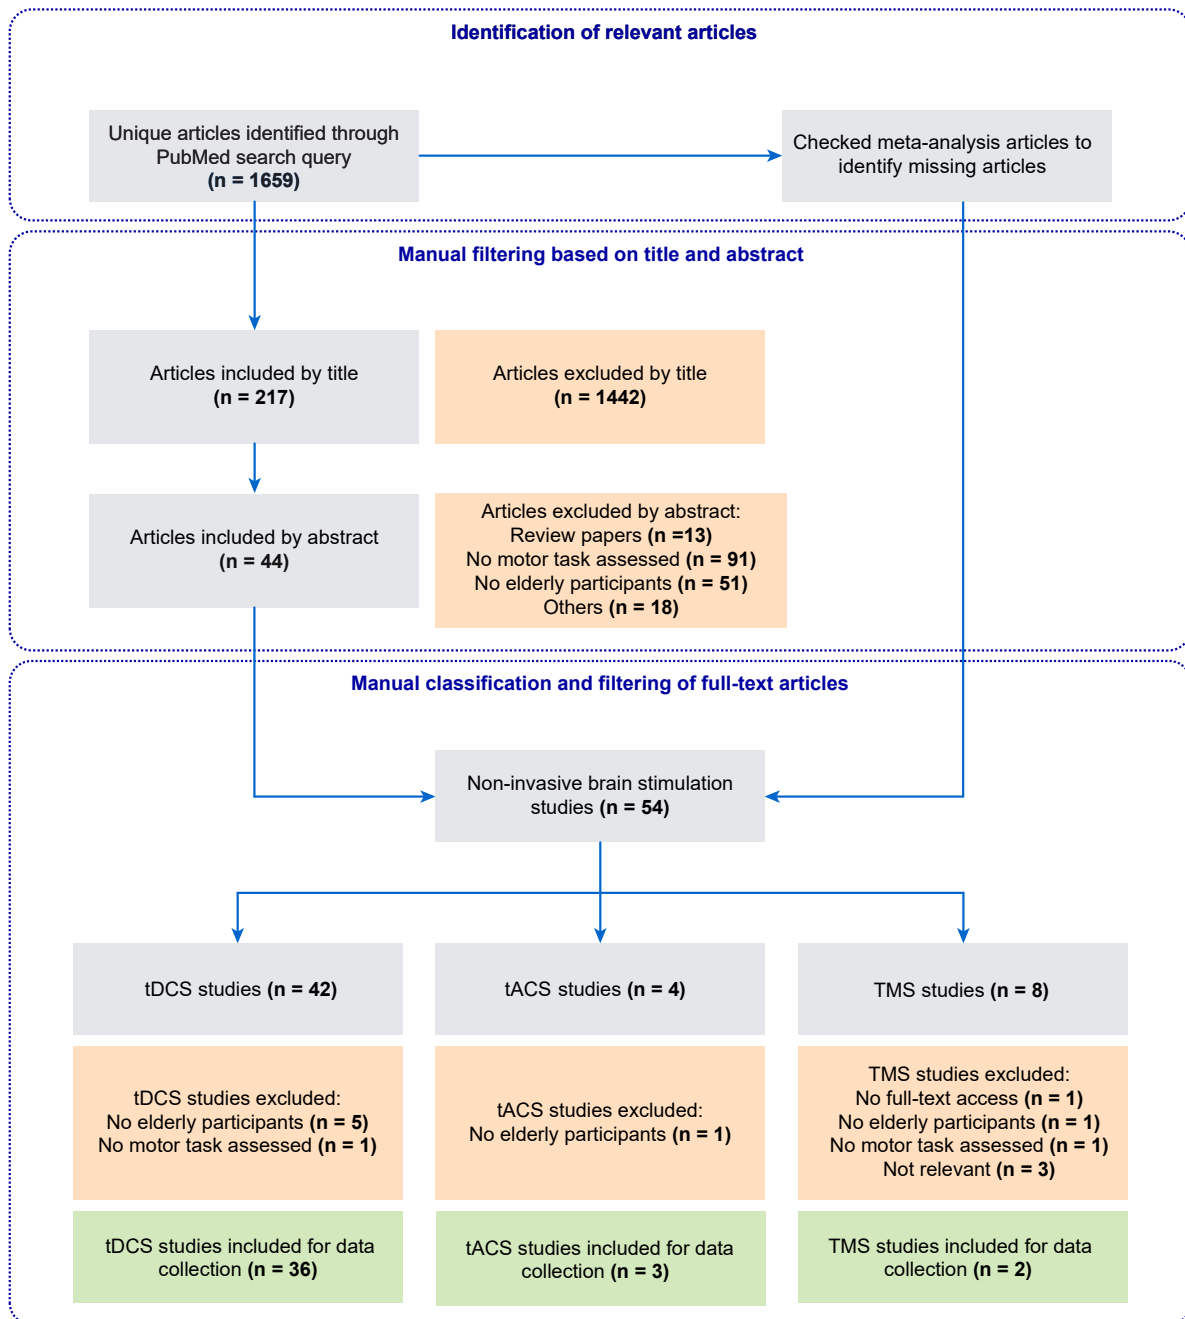 Identification of relevant articles
Unique articles identified through
PubMed search query
(n = 1659)
Checked meta-analysis articles to
identify missing articles
Manual filtering based on title and abstract
Articles included by title
(n = 217)
Articles excluded by title
(n = 1442)
Articles included by abstract
(n = 44)
Articles excluded by abstract:
Review papers (n =13)
No motor task assessed (n = 91)
No elderly participants (n = 51)
Others (n = 18)
Manual classification and filtering of full-text articles
Non-invasive brain stimulation
studies (n = 54)
tDCS studies (n = 42)
tACS studies (n = 4)
TMS studies (n = 8)
tDCS studies excluded:
No elderly participants (n = 5)
No motor task assessed (n = 1)
tACS studies excluded:
No elderly participants (n = 1)
TMS studies excluded:
No full-text access (n = 1)
No elderly participants (n = 1)
No motor task assessed (n = 1)
Not relevant (n = 3)
tDCS studies included for data
collection (n = 36)
tACS studies included for data
collection (n = 3)
TMS studies included for data
collection (n = 2)